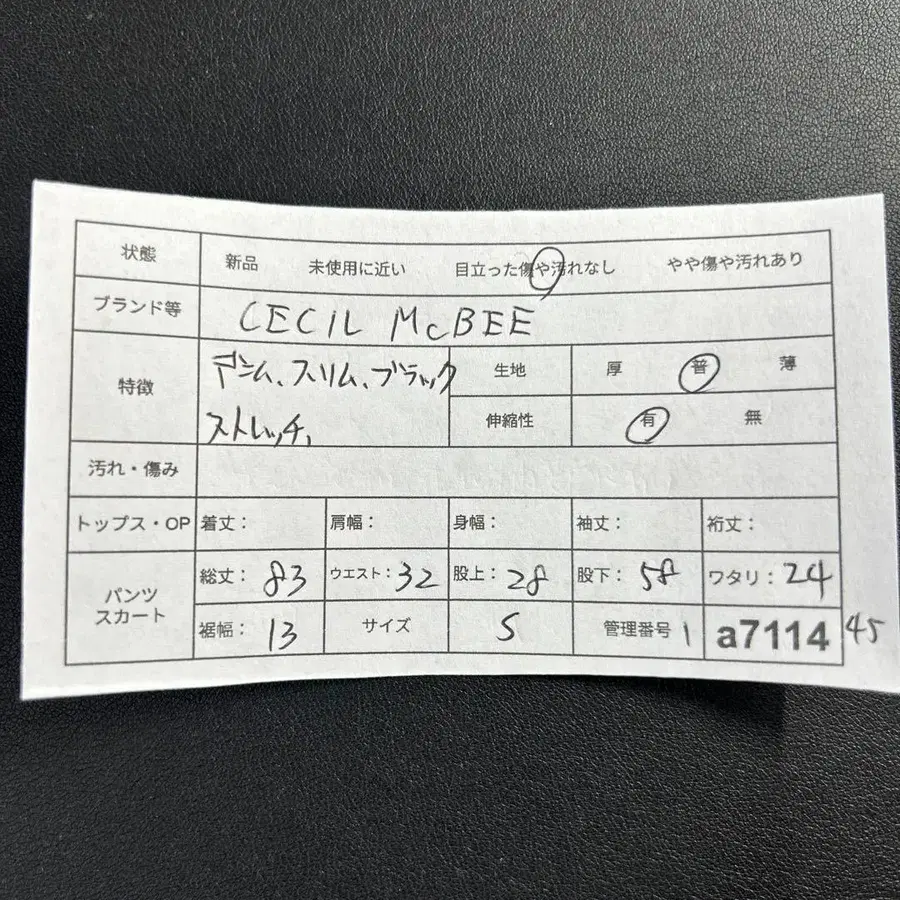 状態 新品 未使用に近い 目立った傷や汚れなし やや傷や汚れあり
ブランド等 CECIL McBEE
特徴 デニム、スリム、ブラック 生地 厚 普 薄
ストレッチ、 伸縮性 有 無
汚れ・傷み
トップス・OP 着丈: 肩幅: 身幅: 袖丈: 裄丈:
パンツ スカート 総丈: 83 ウエスト: 32 股上: 28 股下: 58 ワタリ: 24
裾幅: 13 サイズ S 管理番号 1 a7114 45